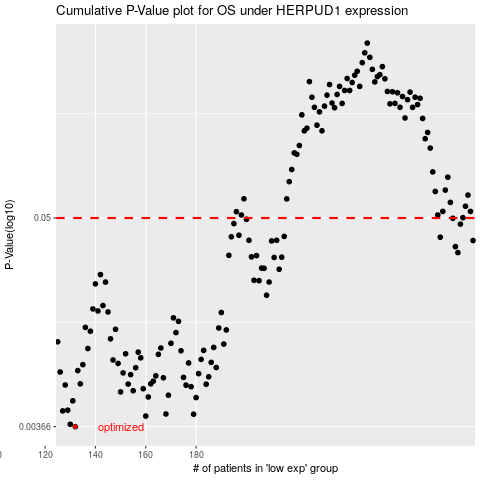 Cumulative P-Value plot for OS under HERPUD1 expression
P-Value(log10)
0.05
0.00366
optimized
0 120 140 160 180
# of patients in 'low exp' group